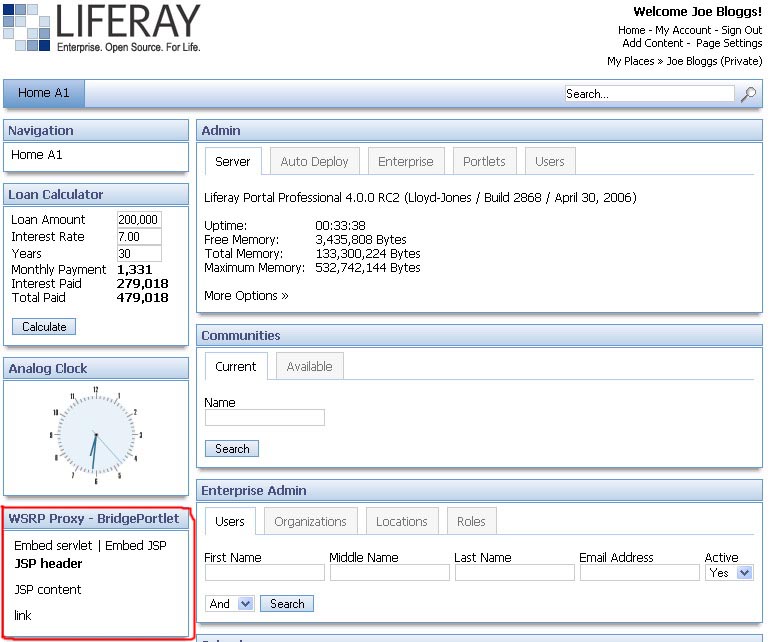 LIFERAY
Enterprise. Open Source. For Life.
Welcome Joe Bloggs!
Home - My Account - Sign Out
Add Content - Page Settings
My Places » Joe Bloggs (Private)
Home A1
Search...
Navigation
Home A1
Loan Calculator
Loan Amount 200,000
Interest Rate 7.00
Years 30
Monthly Payment 1,331
Interest Paid 279,018
Total Paid 479,018
Calculate
Analog Clock
12
1
2
3
4
5
6
7
8
9
10
11
WSRP Proxy - BridgePortlet
Embed servlet | Embed JSP
JSP header
JSP content
link
Admin
Server Auto Deploy Enterprise Portlets Users
Liferay Portal Professional 4.0.0 RC2 (Lloyd-Jones / Build 2868 / April 30, 2006)
Uptime: 00:33:38
Free Memory: 3,435,808 Bytes
Total Memory: 133,300,224 Bytes
Maximum Memory: 532,742,144 Bytes
More Options »
Communities
Current Available
Name
Search
Enterprise Admin
Users Organizations Locations Roles
First Name Middle Name Last Name Email Address Active
Yes
And Search